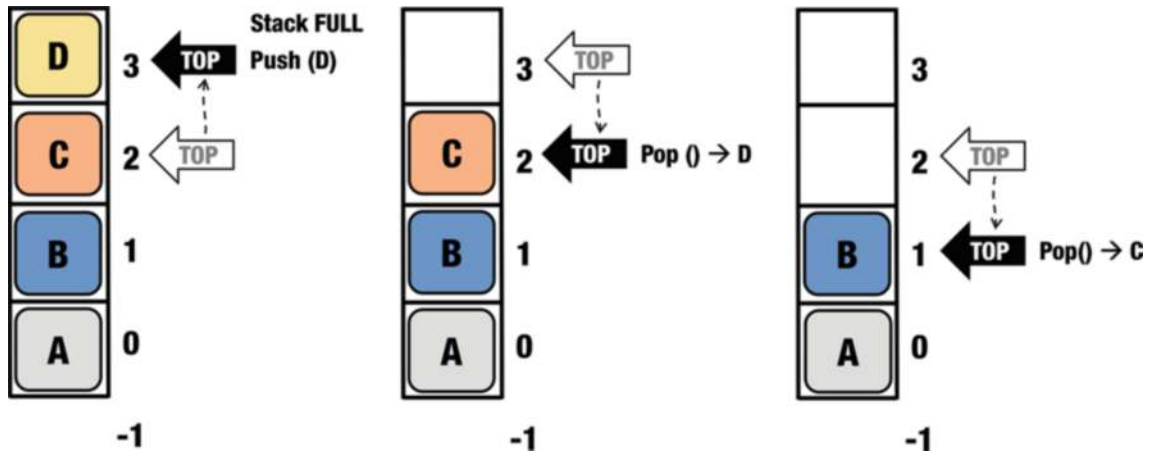 Stack FULL
D 3 TOP Push (D)
C 2 TOP
B 1
A 0
-1
3 TOP
C 2 TOP Pop () → D
B 1
A 0
-1
3
2 TOP
B 1 TOP Pop() → C
A 0
-1